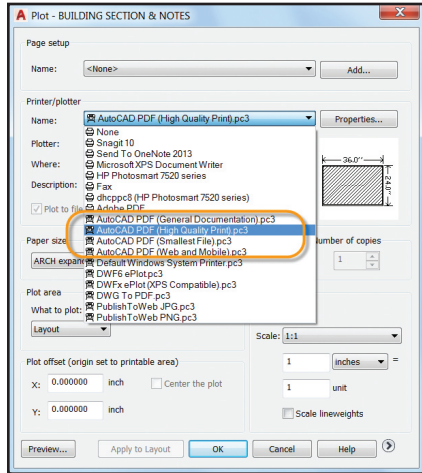 Plot - BUILDING SECTION & NOTES
Page setup
Name: <None> Add...
Printer/plotter
Name: AutoCAD PDF (High Quality Print).pc3 Properties...
None
Plotter: Snagit 10
Send To OneNote 2013
Where: Microsoft XPS Document Writer
HP Photosmart 7520 series
Description: Fax
dhcppc8 (HP Photosmart 7520 series)
Plot to file Adobe PDF
36.0''
24.0''
AutoCAD PDF (General Documentation).pc3
AutoCAD PDF (High Quality Print).pc3
Paper size AutoCAD PDF (Smallest File).pc3 Number of copies
AutoCAD PDF (Web and Mobile).pc3
ARCH Default Windows System Printer.pc3 1
DWF6 ePlot.pc3
DWFx ePlot (XPS Compatible).pc3
Plot area DWG To PDF.pc3
What to plot: PublishToWeb JPG.pc3
PublishToWeb PNG.pc3
Layout Scale: 1:1
Plot offset (origin set to printable area) 1 inches =
X: 0.000000 inch Center the plot
1 unit
Y: 0.000000 inch Scale lineweights
Preview... Apply to Layout OK Cancel Help